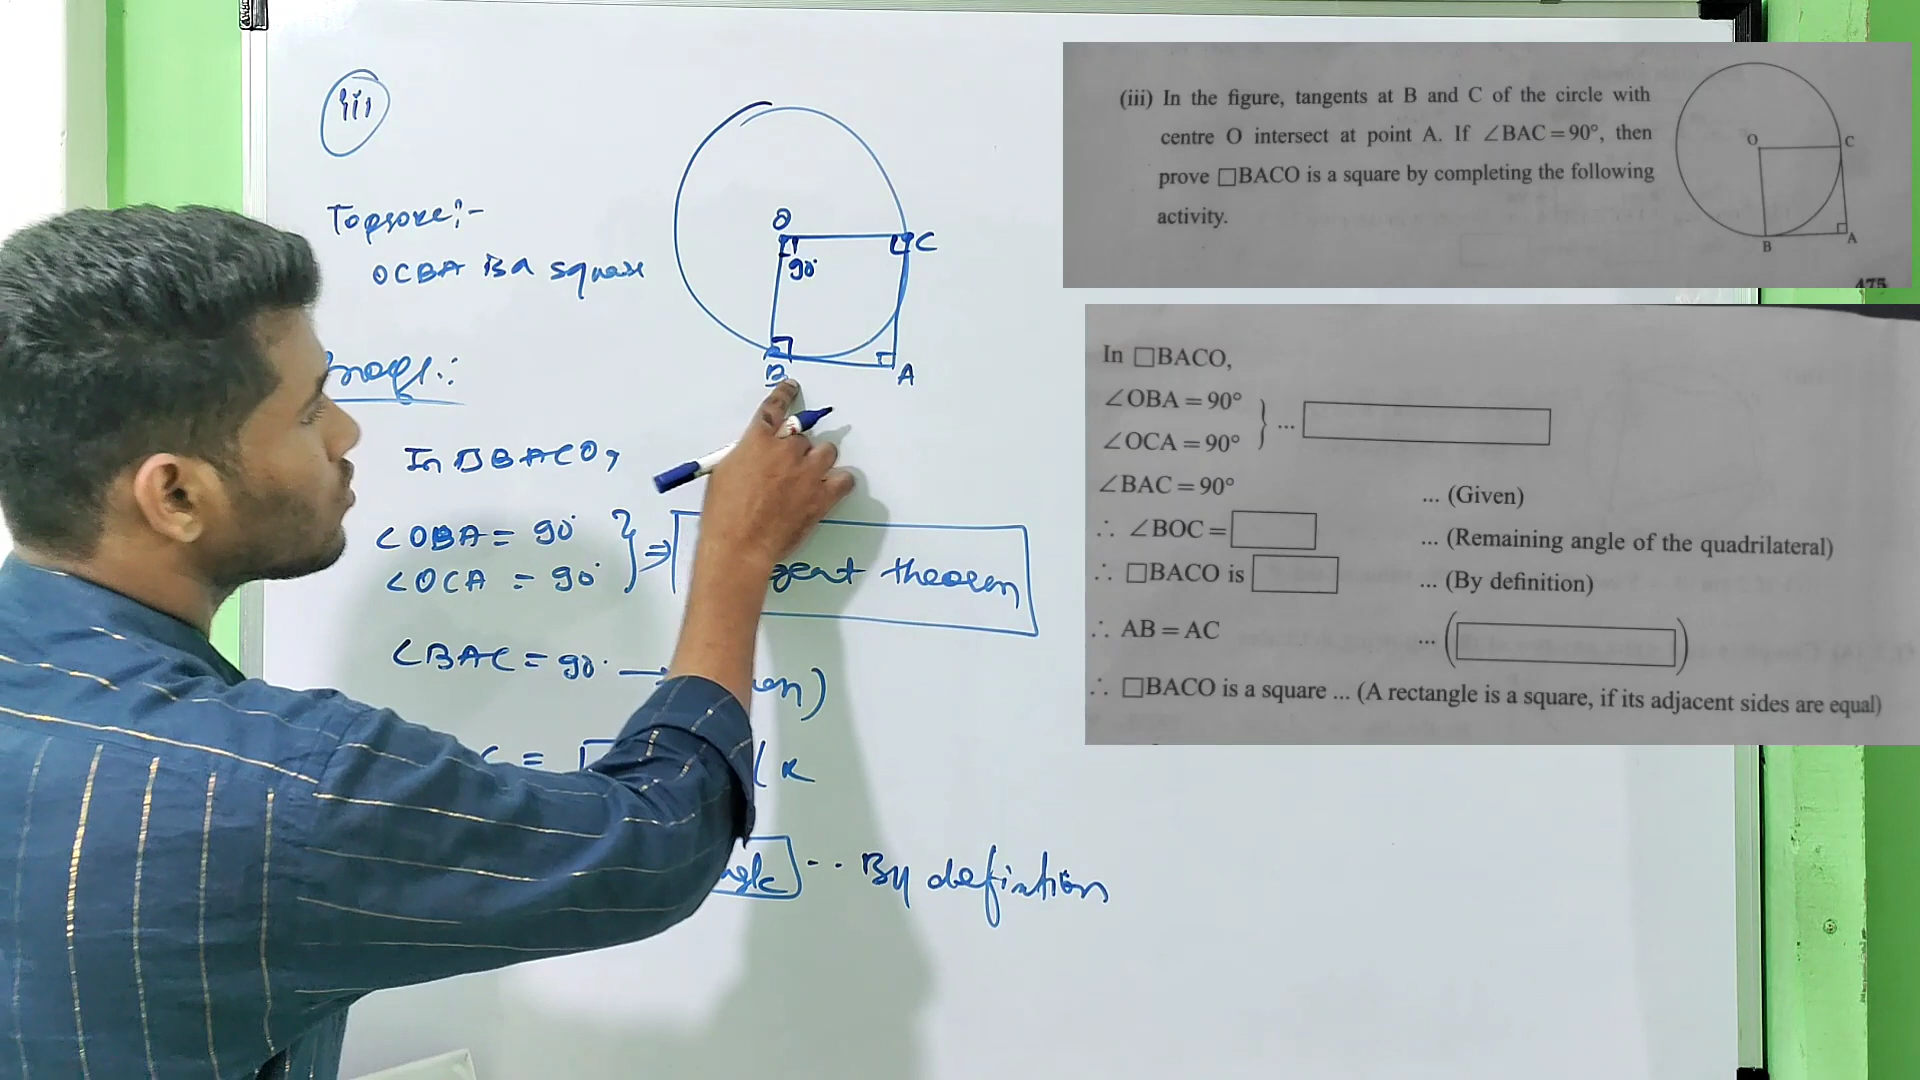 iii
To prove:-
OCBA is a square
Proof:
In □BACO,
∠OBA = 90°
∠OCA = 90°
theorem
∠BAC = 90°
By defintion
O
90°
C
B
A
(iii) In the figure, tangents at B and C of the circle with
centre O intersect at point A. If ∠BAC = 90°, then
prove □BACO is a square by completing the following
activity.
O
C
B
A
475
In □BACO,
∠OBA = 90°
∠OCA = 90° } ...
∠BAC = 90° ... (Given)
∴ ∠BOC = ... (Remaining angle of the quadrilateral)
∴ □BACO is ... (By definition)
∴ AB = AC ... ( )
∴ □BACO is a square ... (A rectangle is a square, if its adjacent sides are equal)